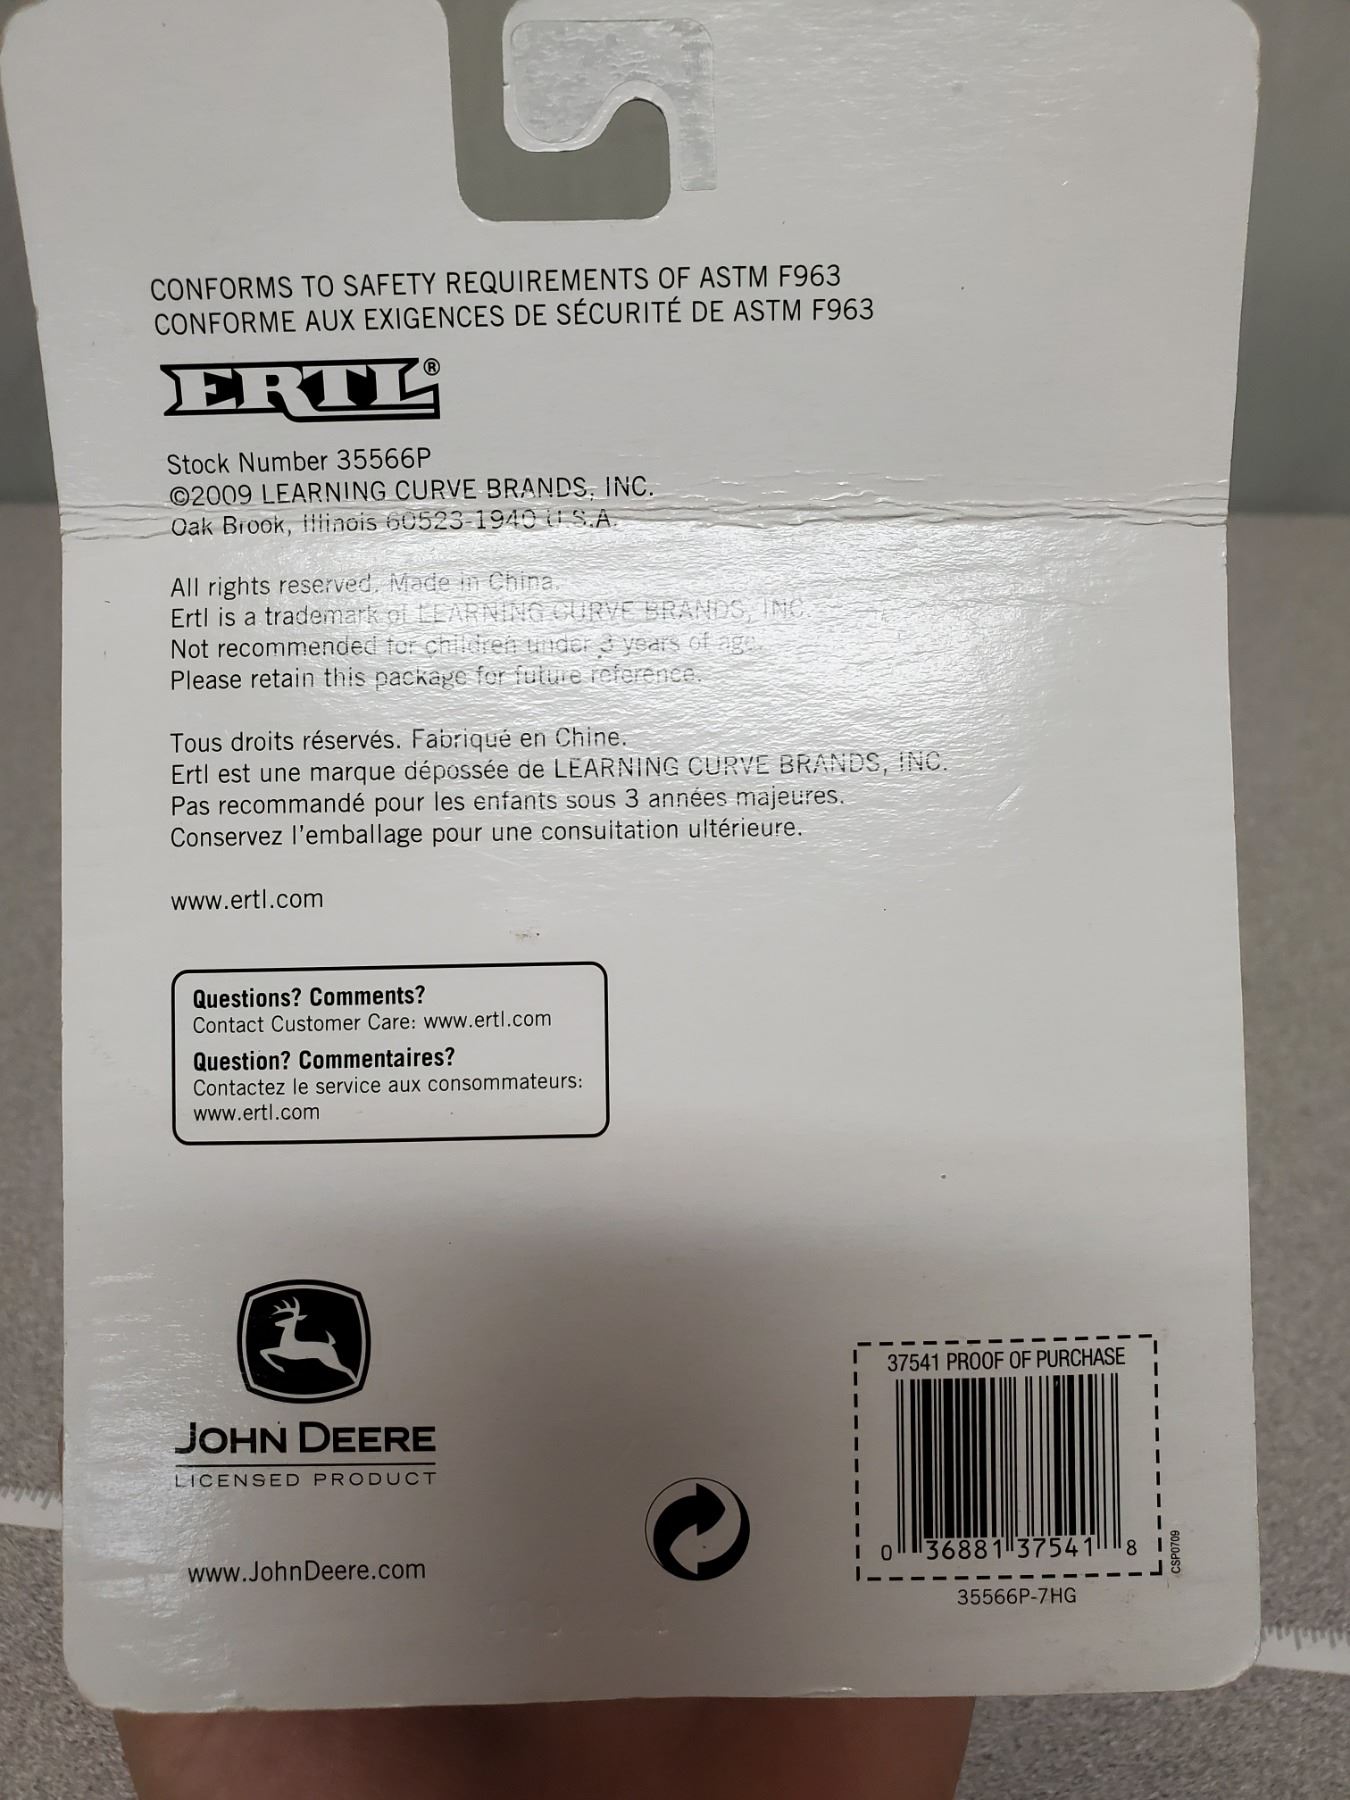 CONFORMS TO SAFETY REQUIREMENTS OF ASTM F963
CONFORME AUX EXIGENCES DE SÉCURITÉ DE ASTM F963
ERTL®
Stock Number 35566P
©2009 LEARNING CURVE BRANDS, INC.
Oak Brook, Illinois 60523-1940 U.S.A.
All rights reserved. Made in China.
Ertl is a trademark of LEARNING CURVE BRANDS, INC.
Not recommended for children under 3 years of age.
Please retain this package for future reference.
Tous droits réservés. Fabriqué en Chine.
Ertl est une marque dépossée de LEARNING CURVE BRANDS, INC.
Pas recommandé pour les enfants sous 3 années majeures.
Conservez l'emballage pour une consultation ultérieure.
www.ertl.com
Questions? Comments?
Contact Customer Care: www.ertl.com
Question? Commentaires?
Contactez le service aux consommateurs:
www.ertl.com
JOHN DEERE
LICENSED PRODUCT
www.JohnDeere.com
37541 PROOF OF PURCHASE
0 36881 37541 8
CSP0709
35566P-7HG